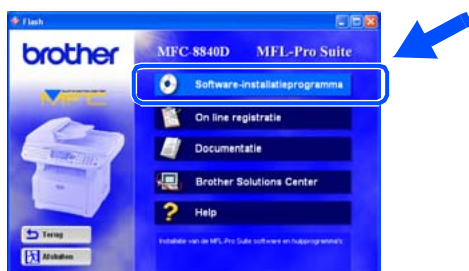 Flash
brother
MFC-8840D MFL-Pro Suite
MFC
Software-installatieprogramma
On line registratie
Documentatie
Brother Solutions Center
Help
Terug
Afsluiten
Installatie van de MFL-Pro Suite software en hulpprogramma's